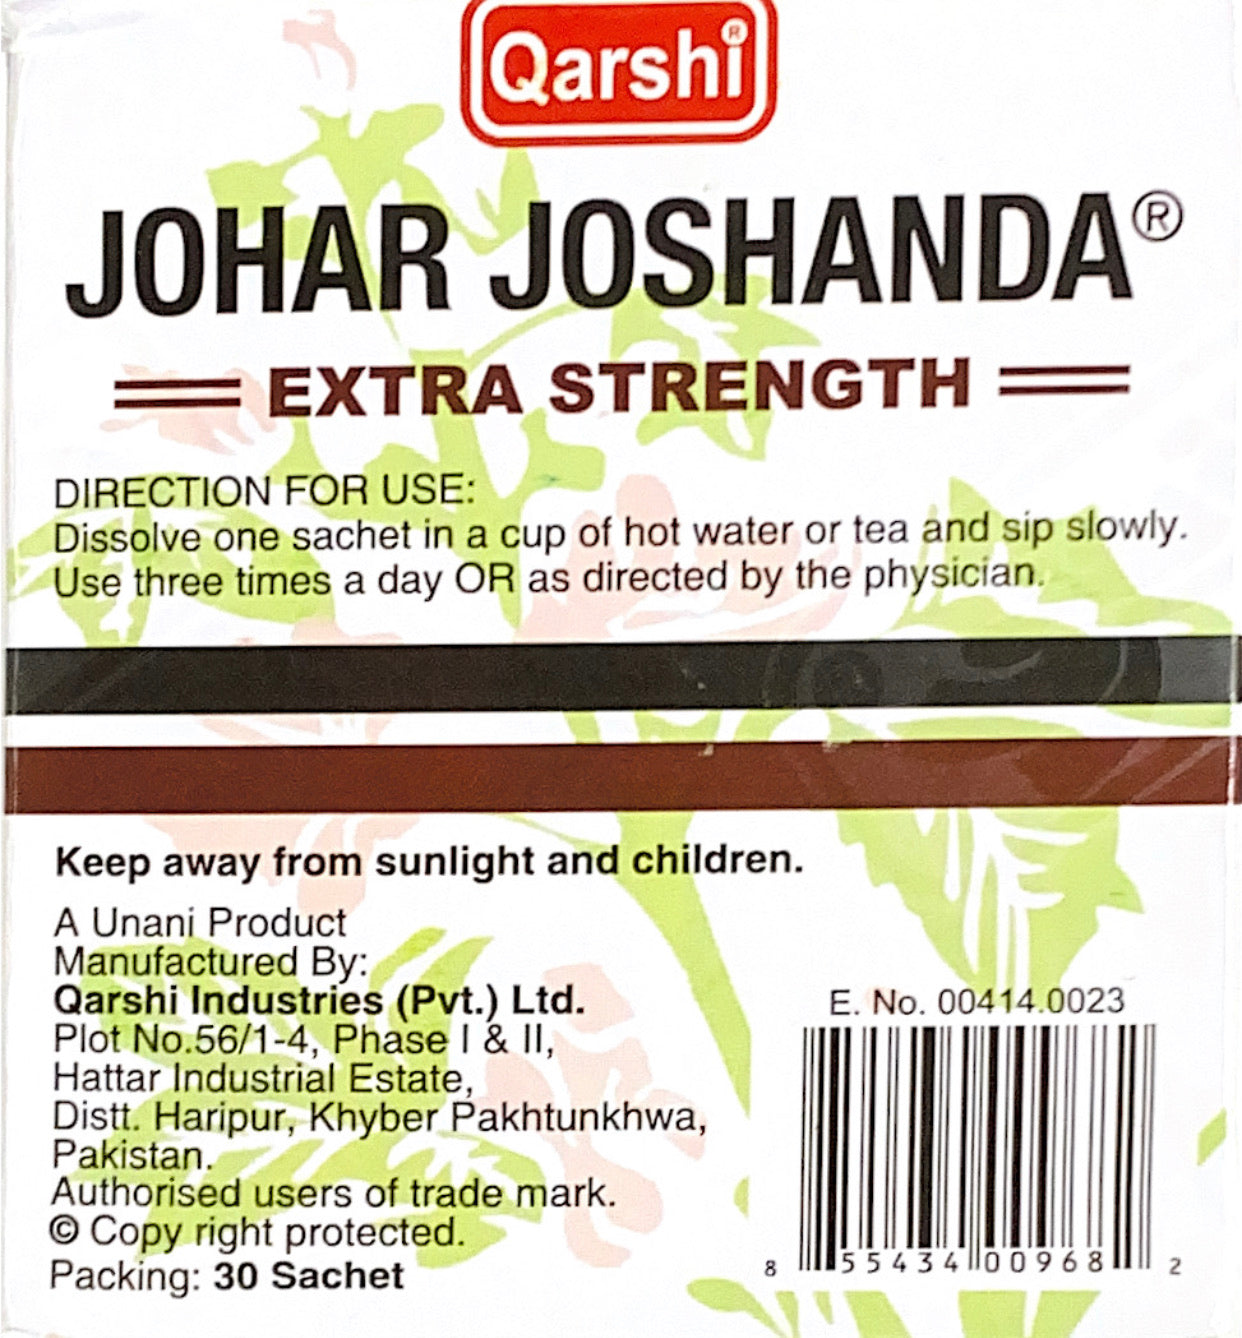 Qarshi®
JOHAR JOSHANDA®
EXTRA STRENGTH
DIRECTION FOR USE:
Dissolve one sachet in a cup of hot water or tea and sip slowly.
Use three times a day OR as directed by the physician.
Keep away from sunlight and children.
A Unani Product
Manufactured By:
Qarshi Industries (Pvt.) Ltd.
Plot No.56/1-4, Phase I & II,
Hattar Industrial Estate,
Distt. Haripur, Khyber Pakhtunkhwa,
Pakistan.
Authorised users of trade mark.
© Copy right protected.
Packing: 30 Sachet
E. No. 00414.0023
8 55434 00968 2